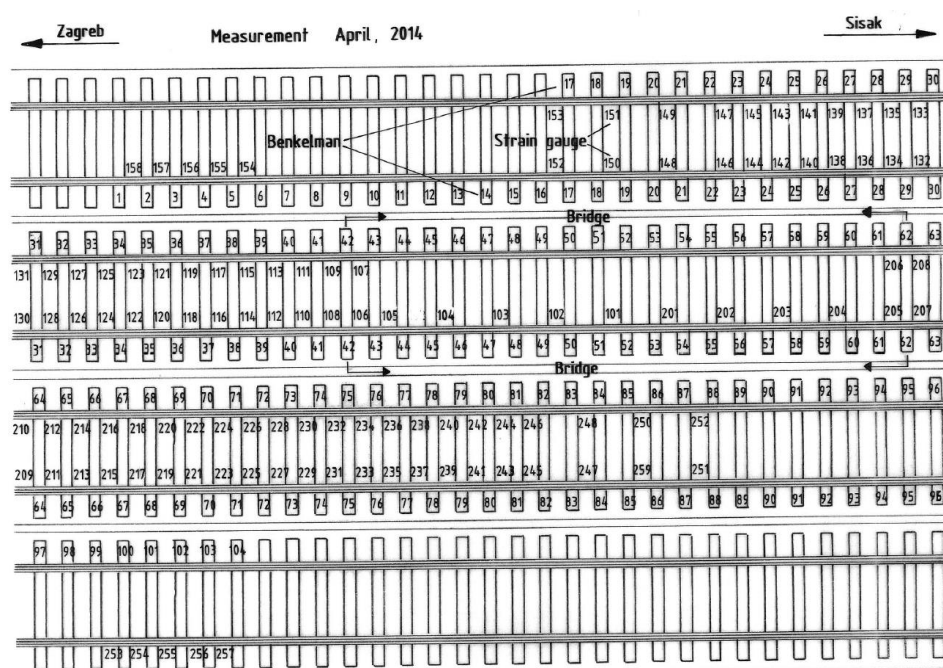 Zagreb Measurement April, 2014 Sisak
17 18 19 20 21 22 23 24 25 26 27 28 29 30
153 151 149 147 145 143 141 139 137 135 133
Benkelman Strain gauge
158 157 156 155 154 152 150 148 146 144 142 140 138 136 134 132
1 2 3 4 5 6 7 8 9 10 11 12 13 14 15 16 17 18 19 20 21 22 23 24 25 26 27 28 29 30
Bridge
31 32 33 34 35 36 37 38 39 40 41 42 43 44 45 46 47 48 49 50 51 52 53 54 55 56 57 58 59 60 61 62 63
131 129 127 125 123 121 119 117 115 113 111 109 107 206 208
130 128 126 124 122 120 118 116 114 112 110 108 106 105 104 103 102 101 201 202 203 204 205 207
31 32 33 34 35 36 37 38 39 40 41 42 43 44 45 46 47 48 49 50 51 52 53 54 55 56 57 58 59 60 61 62 63
Bridge
64 65 66 67 68 69 70 71 72 73 74 75 76 77 78 79 80 81 82 83 84 85 86 87 88 89 90 91 92 93 94 95 96
210 212 214 216 218 220 222 224 226 228 230 232 234 236 238 240 242 244 246 248 250 252
209 211 213 215 217 219 221 223 225 227 229 231 233 235 237 239 241 243 245 247 259 251
64 65 66 67 68 69 70 71 72 73 74 75 76 77 78 79 80 81 82 83 84 85 86 87 88 89 90 91 92 93 94 95 96
97 98 99 100 101 102 103 104
253 254 255 256 257